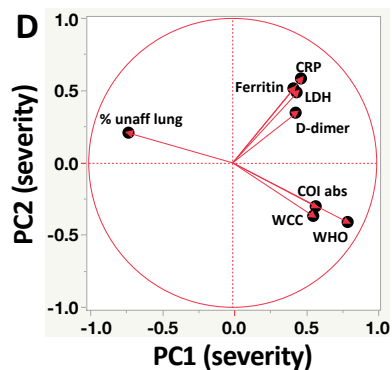 D
1.0
0.5
0.0
-0.5
-1.0
PC2 (severity)
CRP
Ferritin
LDH
D-dimer
% unaff lung
COI abs
WCC
WHO
-1.0 -0.5 0.0 0.5 1.0
PC1 (severity)